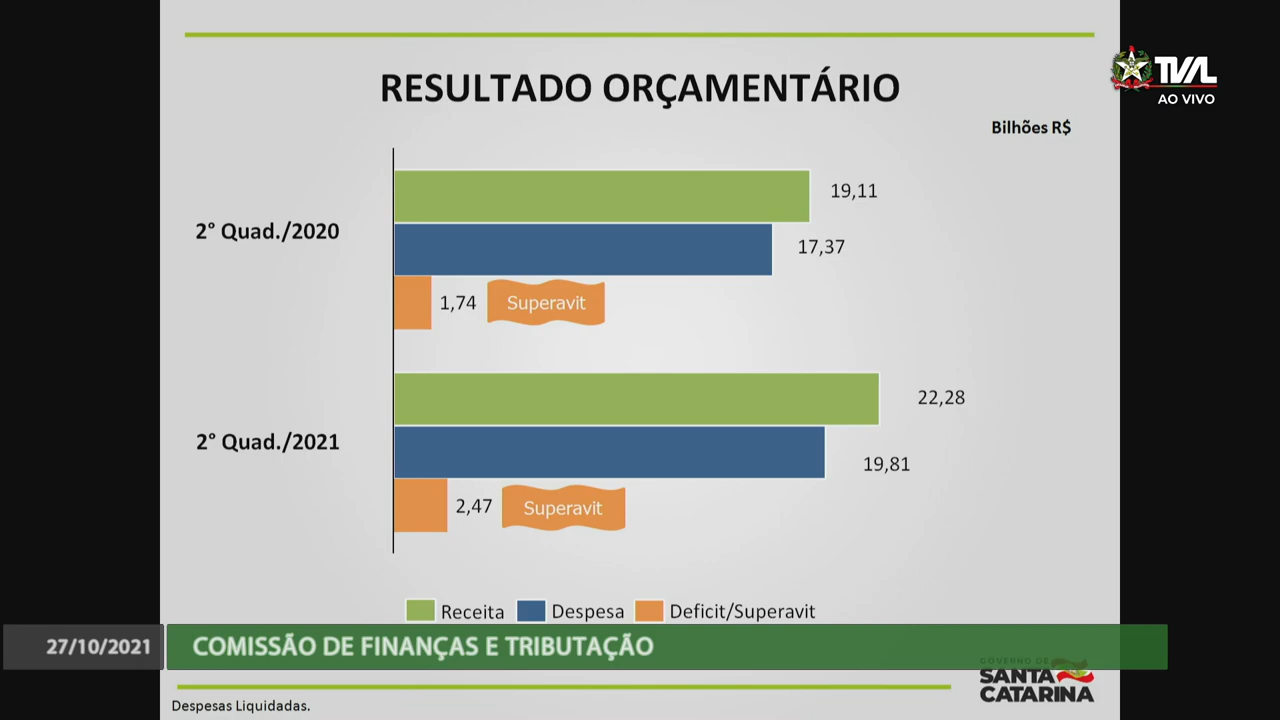 RESULTADO ORÇAMENTÁRIO
TVAL
AO VIVO
Bilhões R$
2° Quad./2020
19,11
17,37
1,74
Superavit
2° Quad./2021
22,28
19,81
2,47
Superavit
Receita
Despesa
Deficit/Superavit
27/10/2021
COMISSÃO DE FINANÇAS E TRIBUTAÇÃO
GOVERNO DE
SANTA
CATARINA
Despesas Liquidadas.